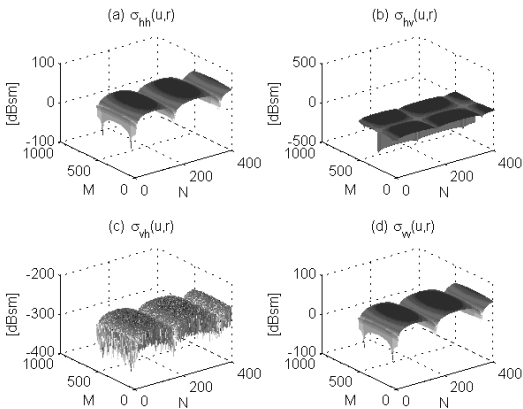 (a) σhh(u,r)
(b) σhv(u,r)
100
0
-100
1000
500
0
0
200
400
[dBsm]
M
N
500
0
-500
1000
500
0
0
200
400
[dBsm]
M
N
(c) σvh(u,r)
(d) σvv(u,r)
-200
-300
-400
1000
500
0
0
200
400
[dBsm]
M
N
100
0
-100
1000
500
0
0
200
400
[dBsm]
M
N